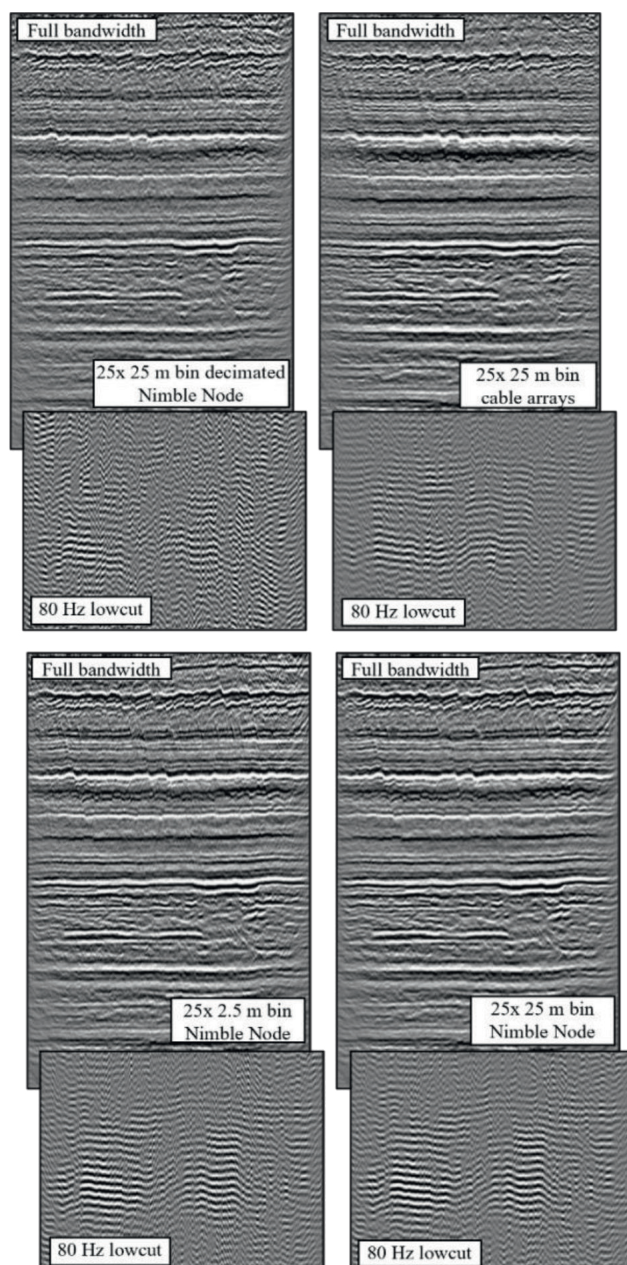 Full bandwidth
Full bandwidth
25x 25 m bin decimated
Nimble Node
25x 25 m bin
cable arrays
80 Hz lowcut
80 Hz lowcut
Full bandwidth
Full bandwidth
25x 2.5 m bin
Nimble Node
25x 25 m bin
Nimble Node
80 Hz lowcut
80 Hz lowcut